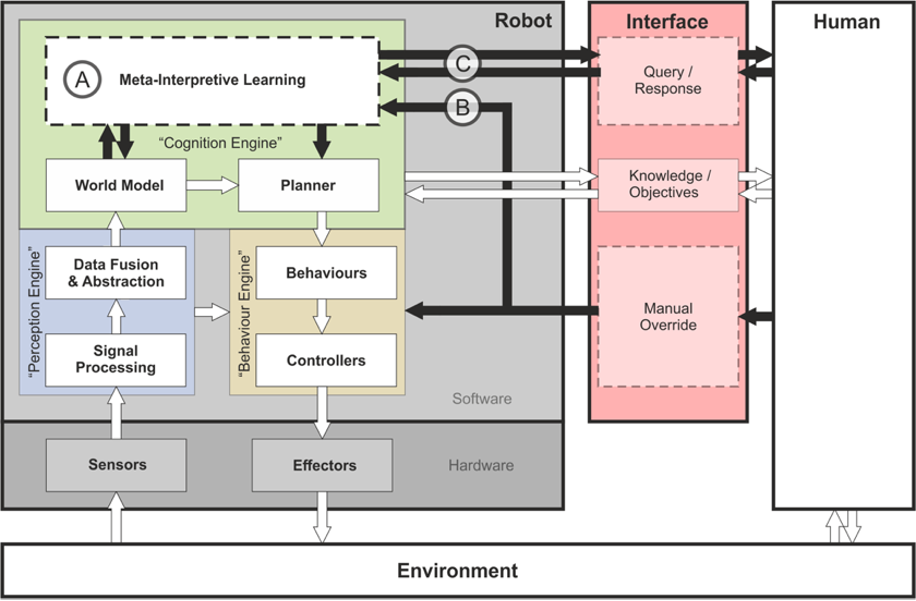 Robot
Interface
Human
A
Meta-Interpretive Learning
C
B
Query /
Response
“Cognition Engine”
World Model
Planner
Knowledge /
Objectives
“Perception Engine”
Data Fusion
& Abstraction
Signal
Processing
“Behaviour Engine”
Behaviours
Controllers
Manual
Override
Software
Sensors
Effectors
Hardware
Environment